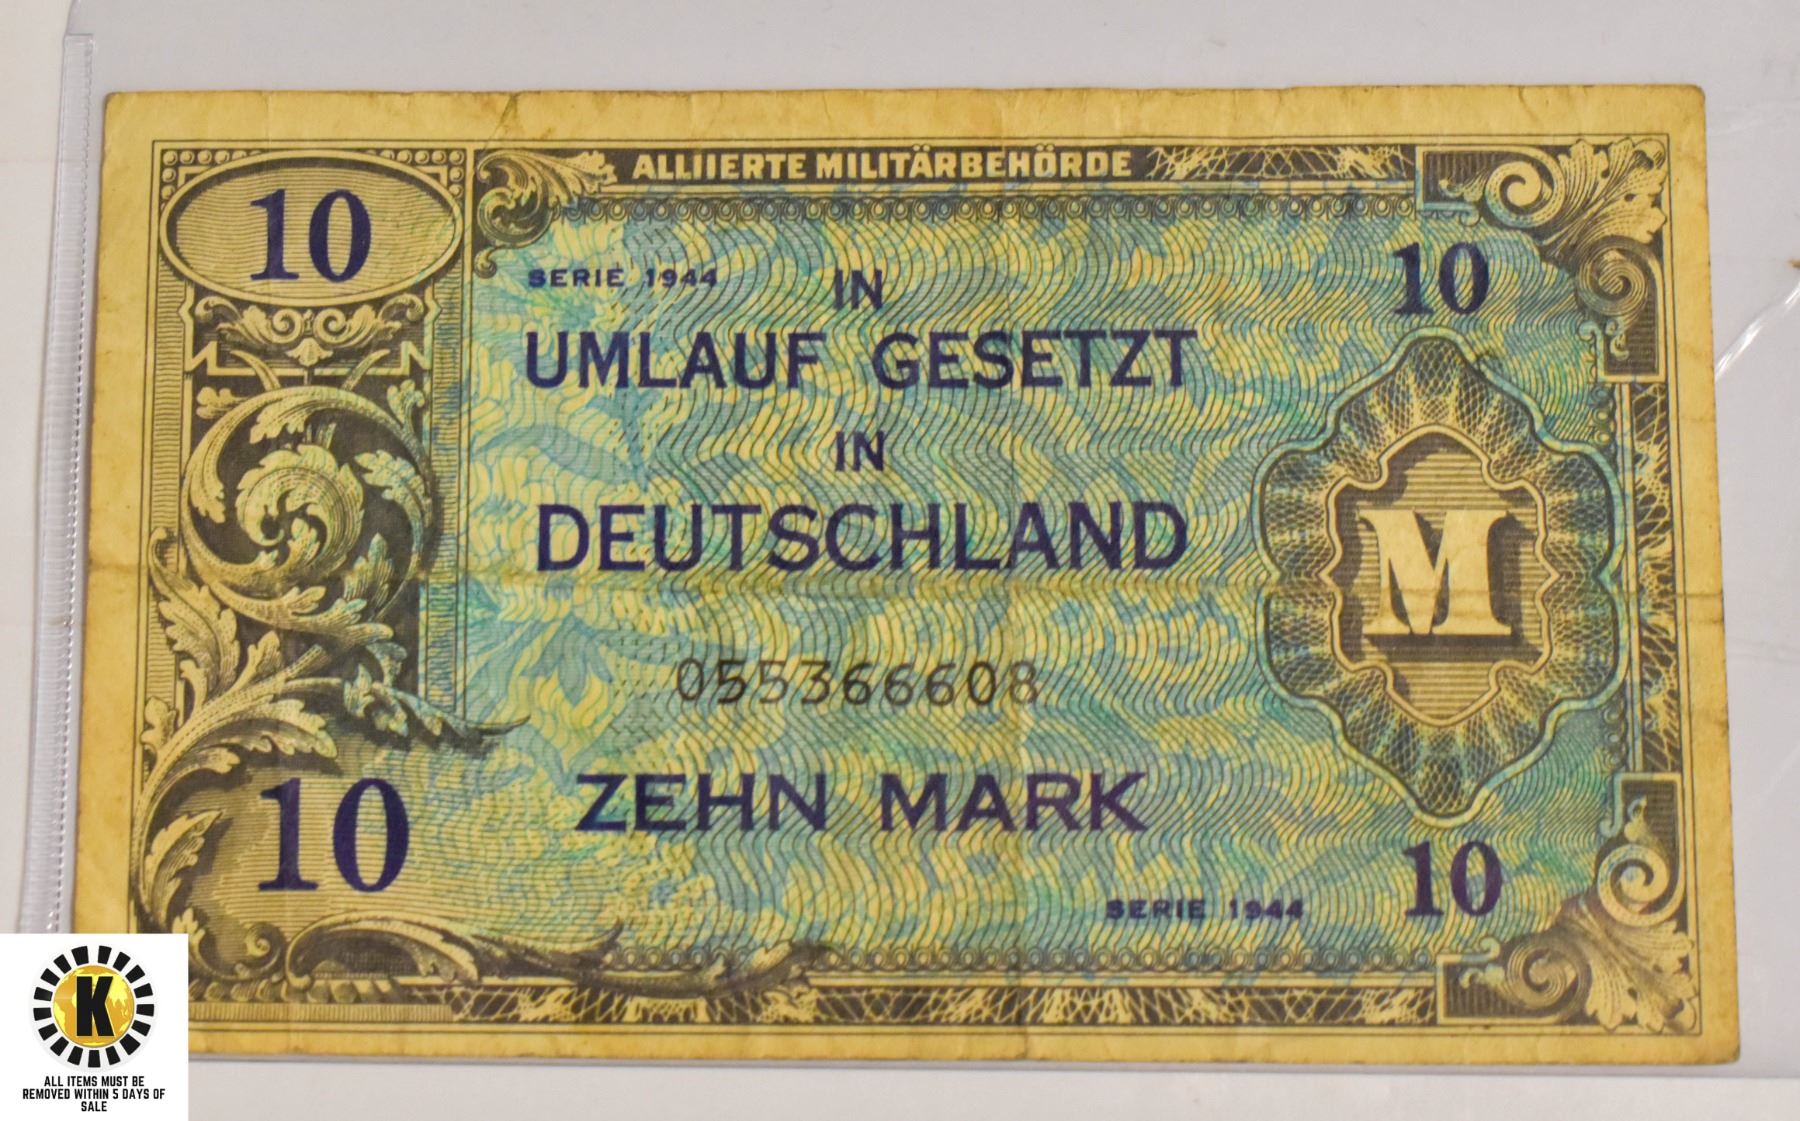 ALLIIERTE MILITÄRBEHÖRDE
10
10
SERIE 1944
IN
UMLAUF GESETZT
IN
DEUTSCHLAND
M
055366608
ZEHN MARK
10
10
SERIE 1944
K
ALL ITEMS MUST BE
REMOVED WITHIN 5 DAYS OF
SALE